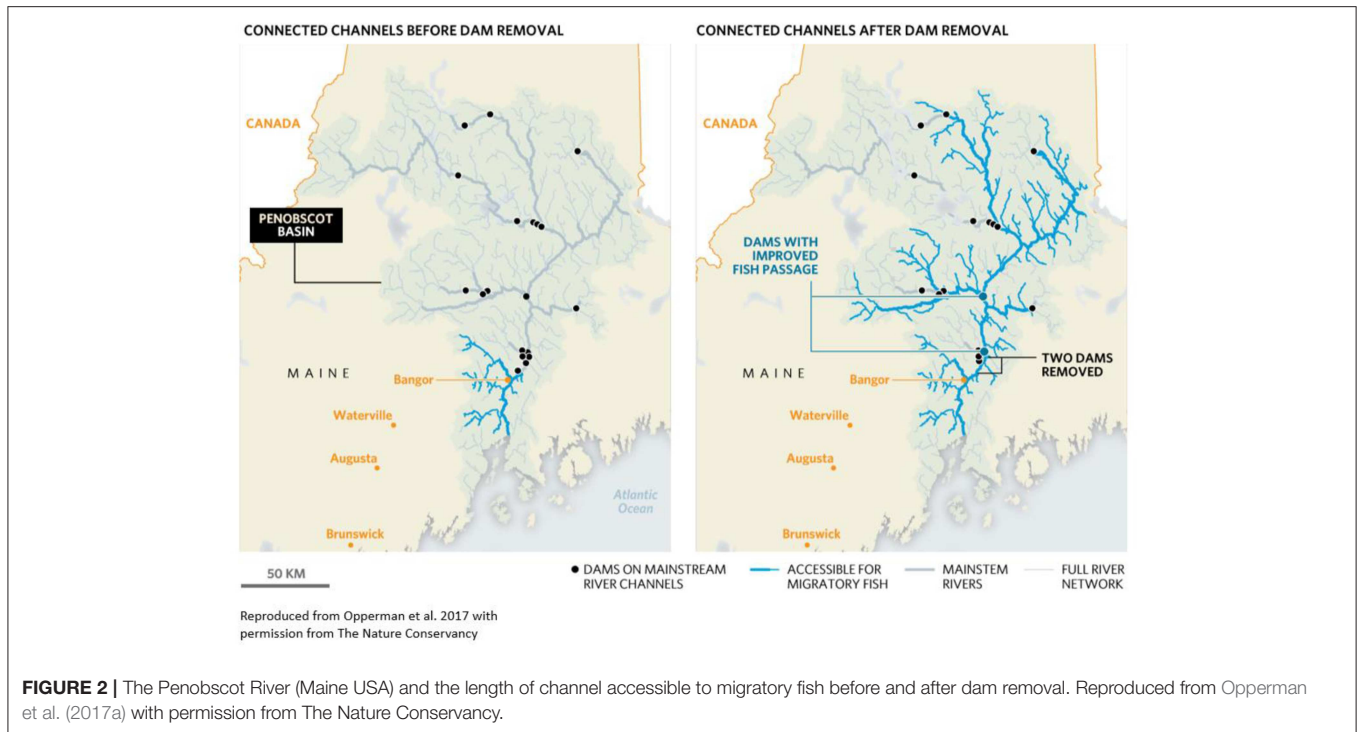 CONNECTED CHANNELS BEFORE DAM REMOVAL
CANADA
PENOBSCOT
BASIN
MAINE
Bangor
Waterville
Augusta
Brunswick
Atlantic
Ocean
50 KM
CONNECTED CHANNELS AFTER DAM REMOVAL
CANADA
DAMS WITH
IMPROVED
FISH PASSAGE
TWO DAMS
REMOVED
MAINE
Bangor
Waterville
Augusta
Brunswick
DAMS ON MAINSTREAM
RIVER CHANNELS
ACCESSIBLE FOR
MIGRATORY FISH
MAINSTEM
RIVERS
FULL RIVER
NETWORK
Reproduced from Opperman et al. 2017 with
permission from The Nature Conservancy
FIGURE 2 | The Penobscot River (Maine USA) and the length of channel accessible to migratory fish before and after dam removal. Reproduced from Opperman
et al. (2017a) with permission from The Nature Conservancy.